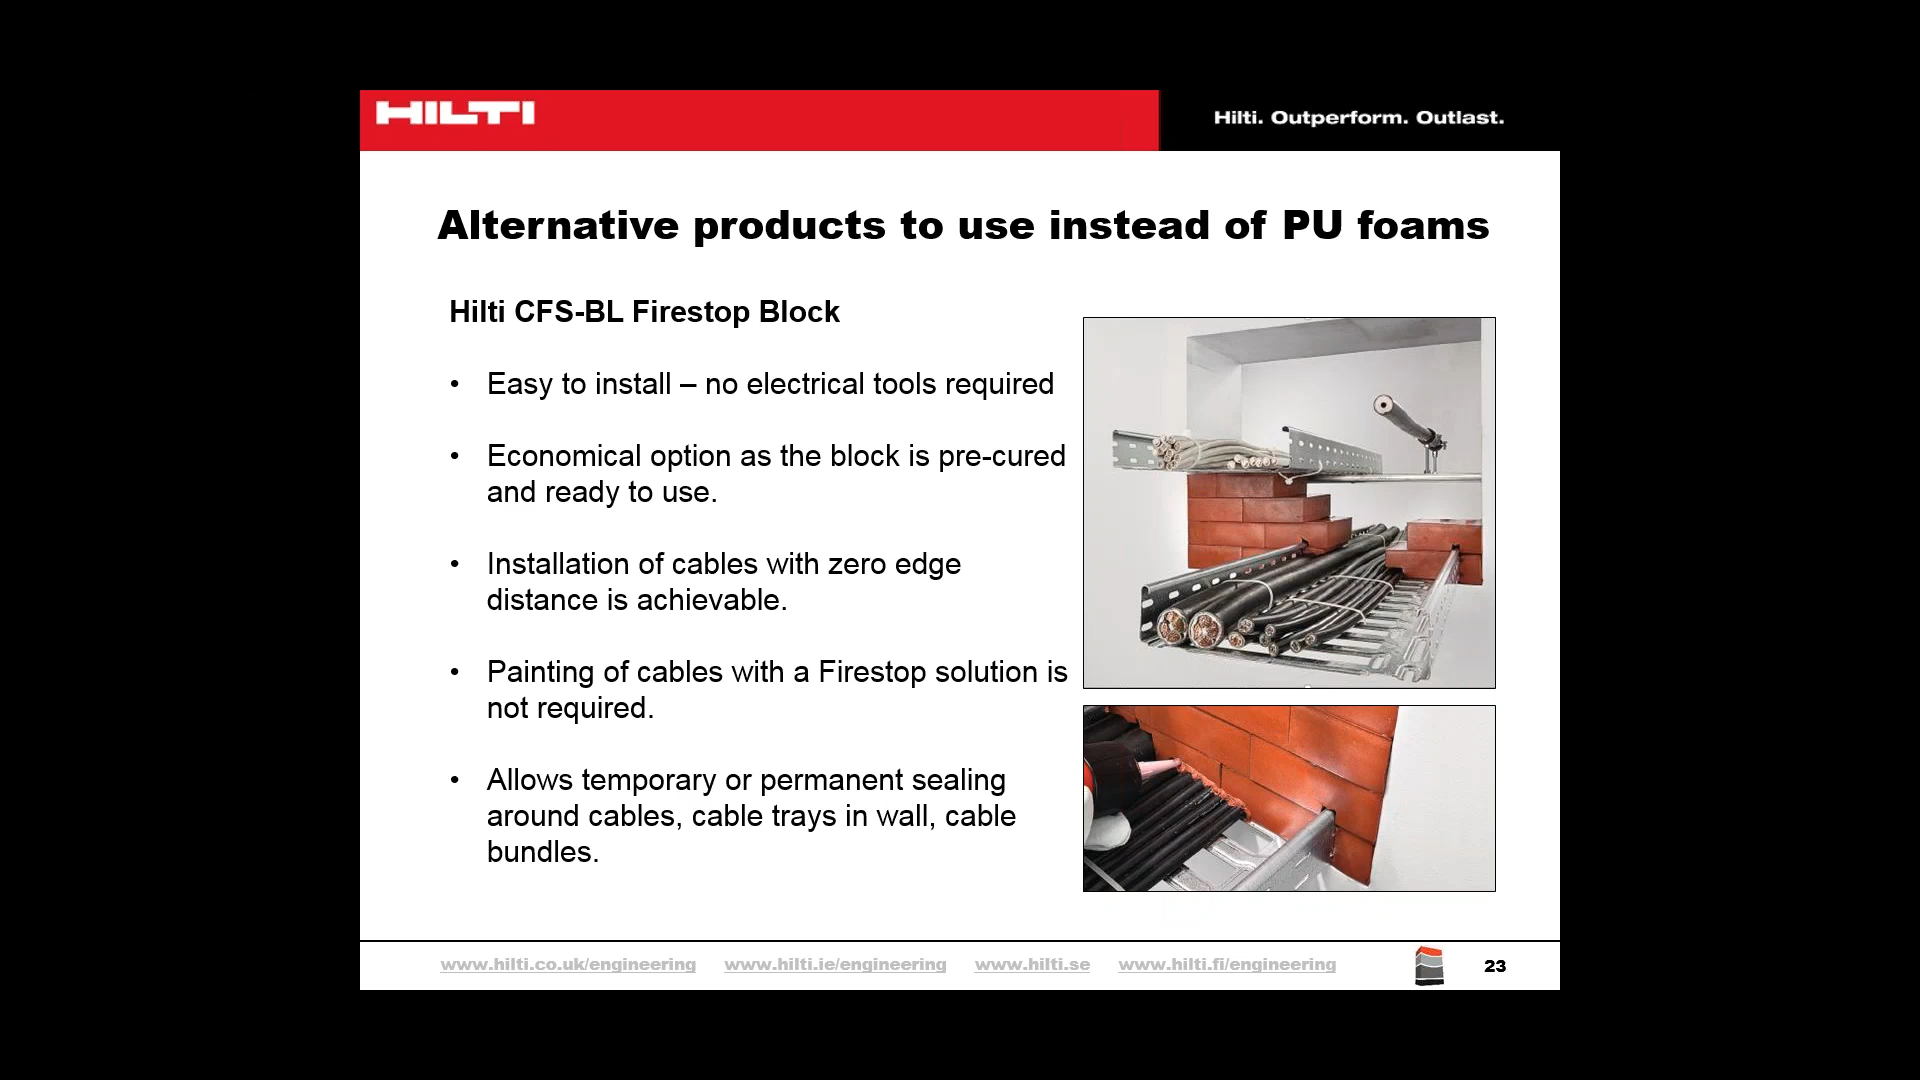 HILTI
Hilti. Outperform. Outlast.
Alternative products to use instead of PU foams
Hilti CFS-BL Firestop Block
• Easy to install – no electrical tools required
• Economical option as the block is pre-cured
and ready to use.
• Installation of cables with zero edge
distance is achievable.
• Painting of cables with a Firestop solution is
not required.
• Allows temporary or permanent sealing
around cables, cable trays in wall, cable
bundles.
www.hilti.co.uk/engineering www.hilti.ie/engineering www.hilti.se www.hilti.fi/engineering 23